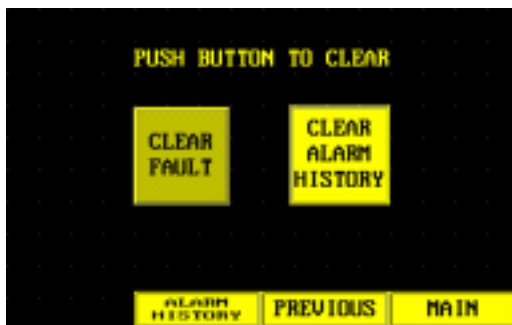 PUSH BUTTON TO CLEAR
CLEAR
FAULT
CLEAR
ALARM
HISTORY
ALARM
HISTORY
PREVIOUS
MAIN